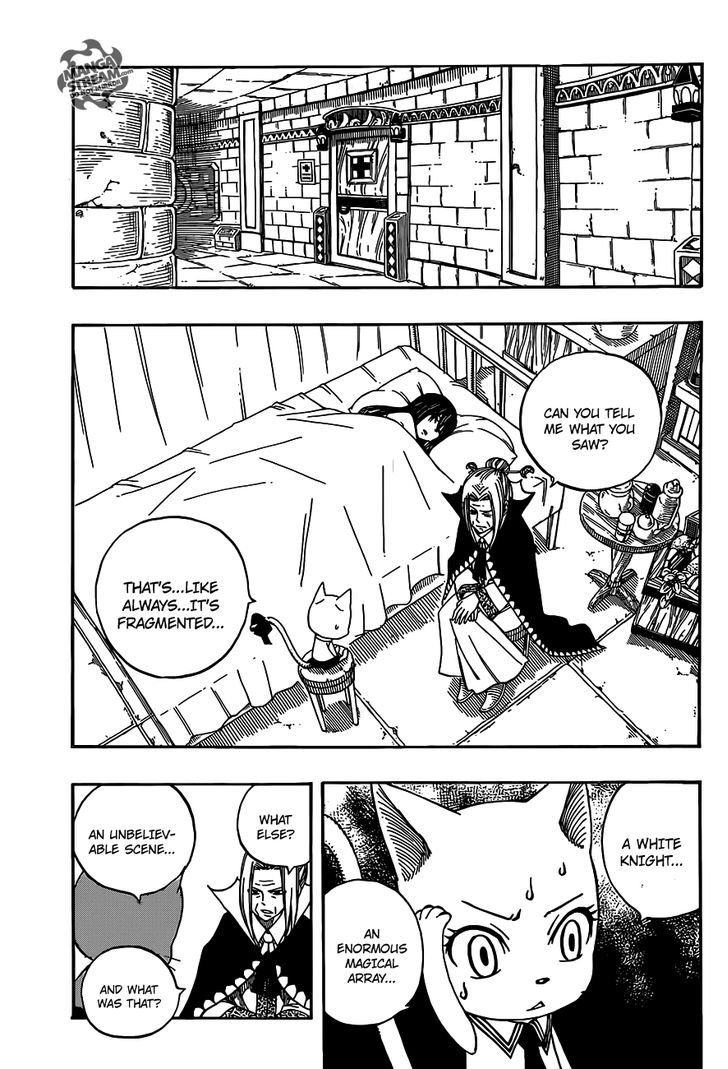 MANGA
STREAM.com
CAN YOU TELL
ME WHAT YOU
SAW?
THAT'S...LIKE
ALWAYS...IT'S
FRAGMENTED...
A WHITE
KNIGHT...
AN
ENORMOUS
MAGICAL
ARRAY...
WHAT
ELSE?
AN UNBELIEV-
ABLE SCENE...
AND WHAT
WAS THAT?